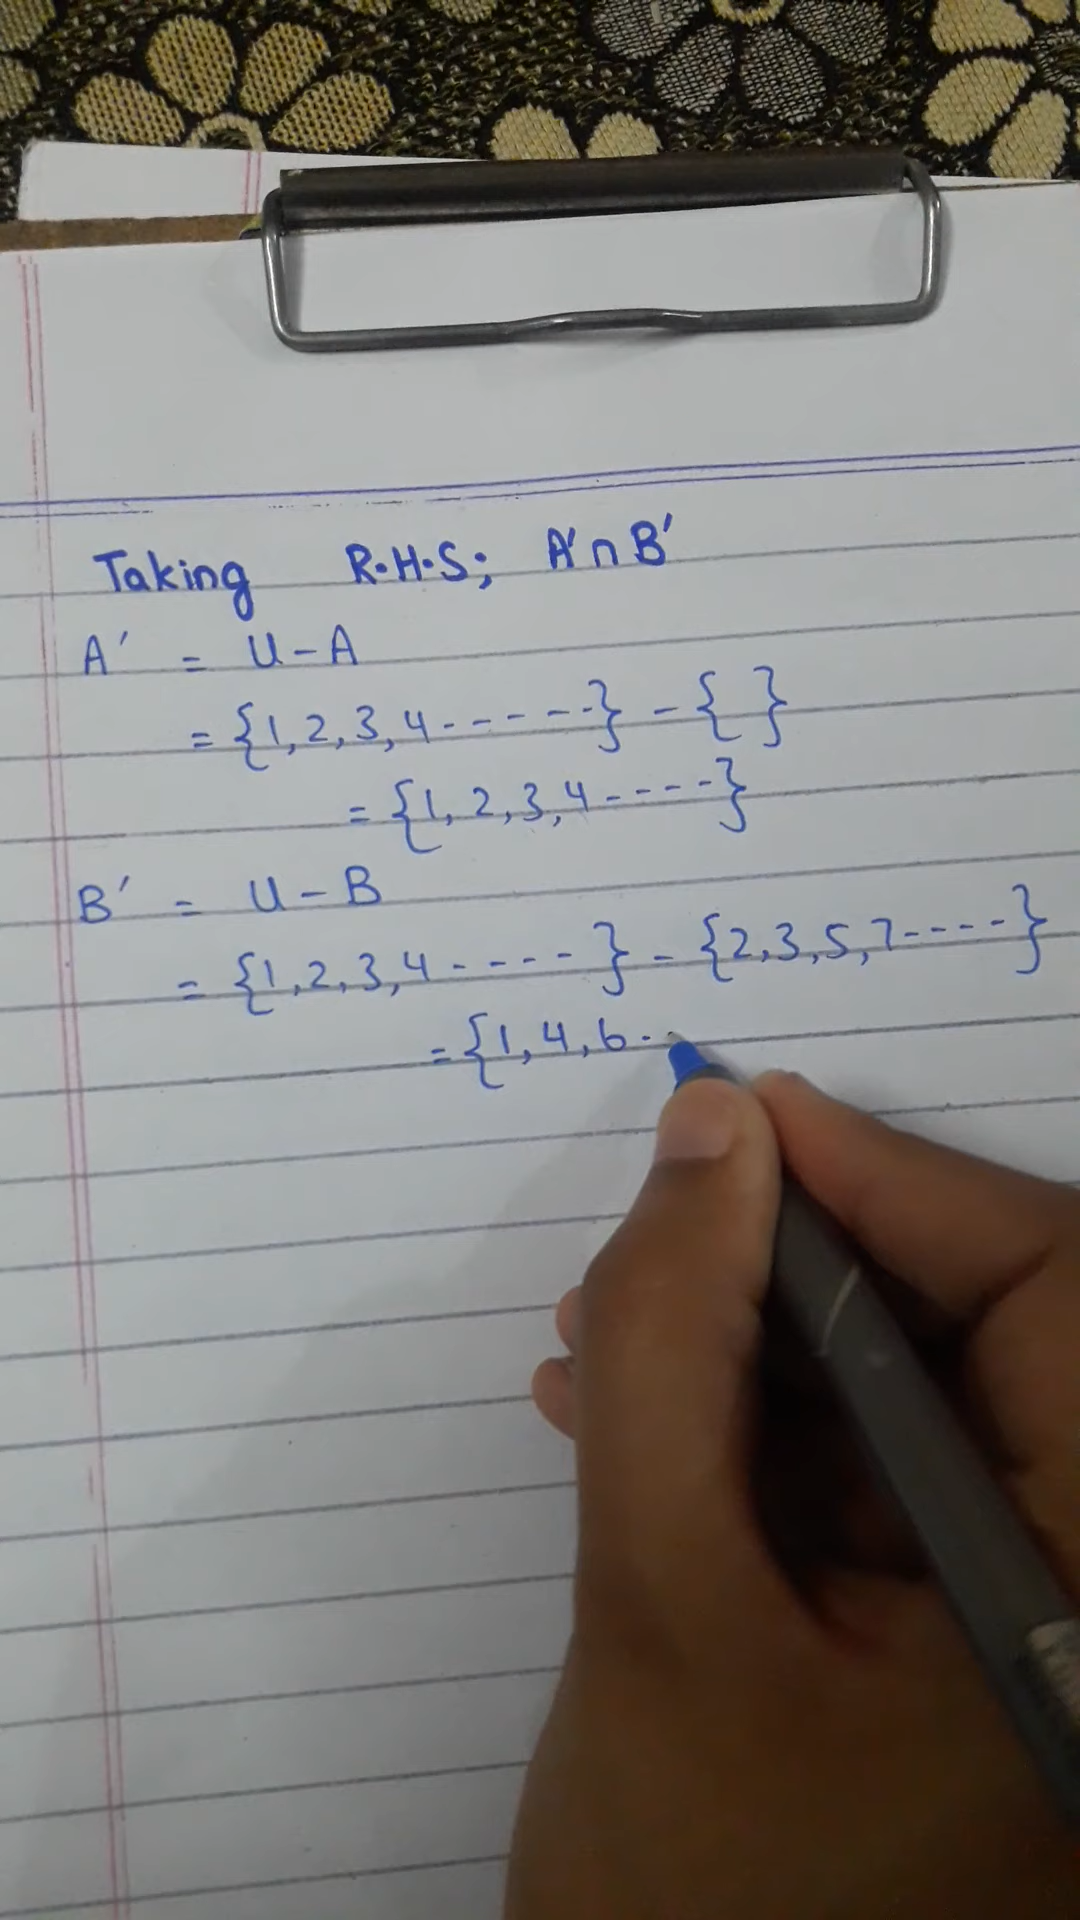 Taking R.H.S; A'∩B'
A' = U-A
= {1,2,3,4------} - { }
= {1,2,3,4-----}
B' = U-B
= {1,2,3,4-----} - {2,3,5,7-----}
= {1,4,6--